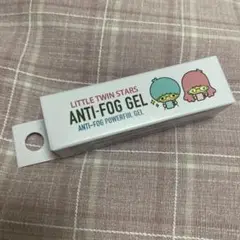 LITTLE TWIN STARS
ANTI-FOG GEL
ANTI-FOG POWERFUL GEL